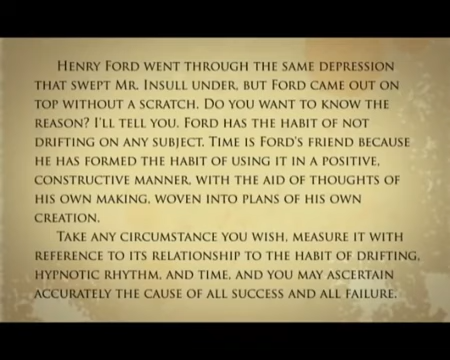 Henry Ford went through the same depression
that swept Mr. Insull under, but Ford came out on
top without a scratch. Do you want to know the
reason? I'll tell you. Ford has the habit of not
drifting on any subject. Time is Ford's friend because
he has formed the habit of using it in a positive,
constructive manner, with the aid of thoughts of
his own making, woven into plans of his own
creation.
Take any circumstance you wish, measure it with
reference to its relationship to the habit of drifting,
hypnotic rhythm, and time, and you may ascertain
accurately the cause of all success and all failure.